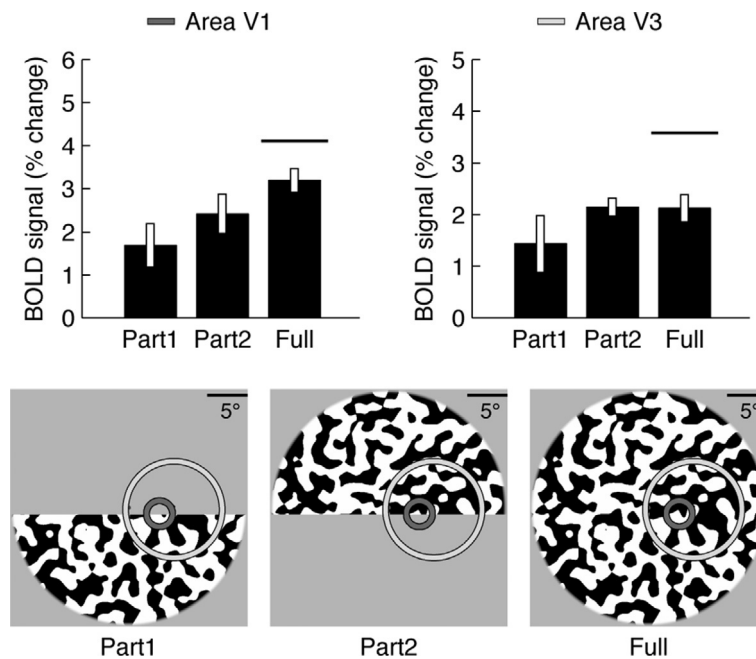 Area V1
Area V3
BOLD signal (% change)
6
5
4
3
2
1
0
Part1 Part2 Full
BOLD signal (% change)
5
4
3
2
1
0
Part1 Part2 Full
5°
5°
5°
Part1
Part2
Full